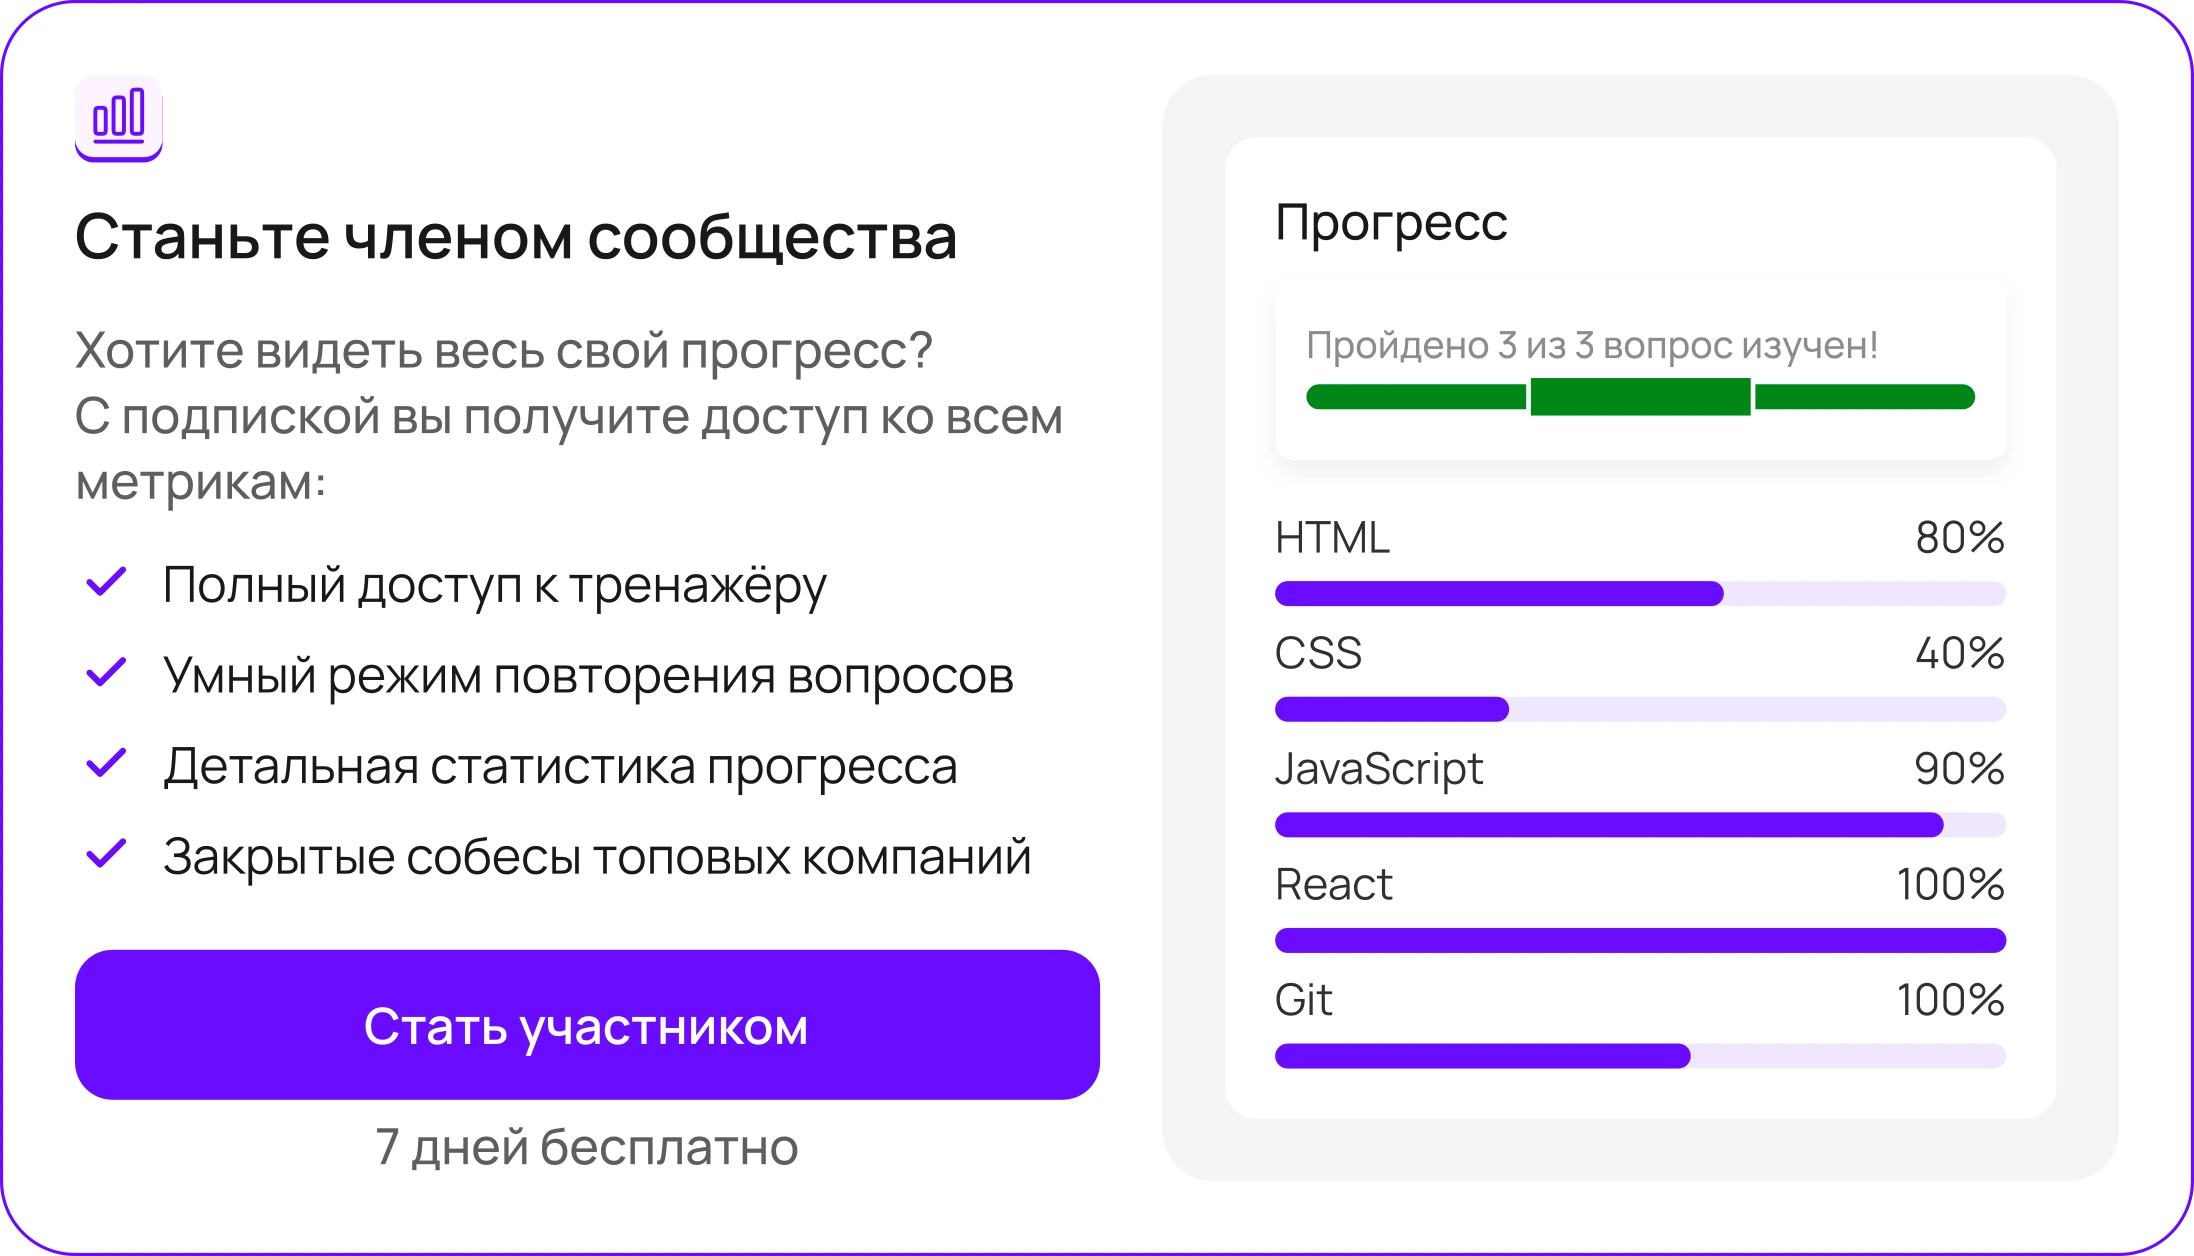 Станьте членом сообщества
Хотите видеть весь свой прогресс?
С подпиской вы получите доступ ко всем
метрикам:
Полный доступ к тренажёру
Умный режим повторения вопросов
Детальная статистика прогресса
Закрытые собесы топовых компаний
Стать участником
7 дней бесплатно
Прогресс
Пройдено 3 из 3 вопрос изучен!
HTML 80%
CSS 40%
JavaScript 90%
React 100%
Git 100%